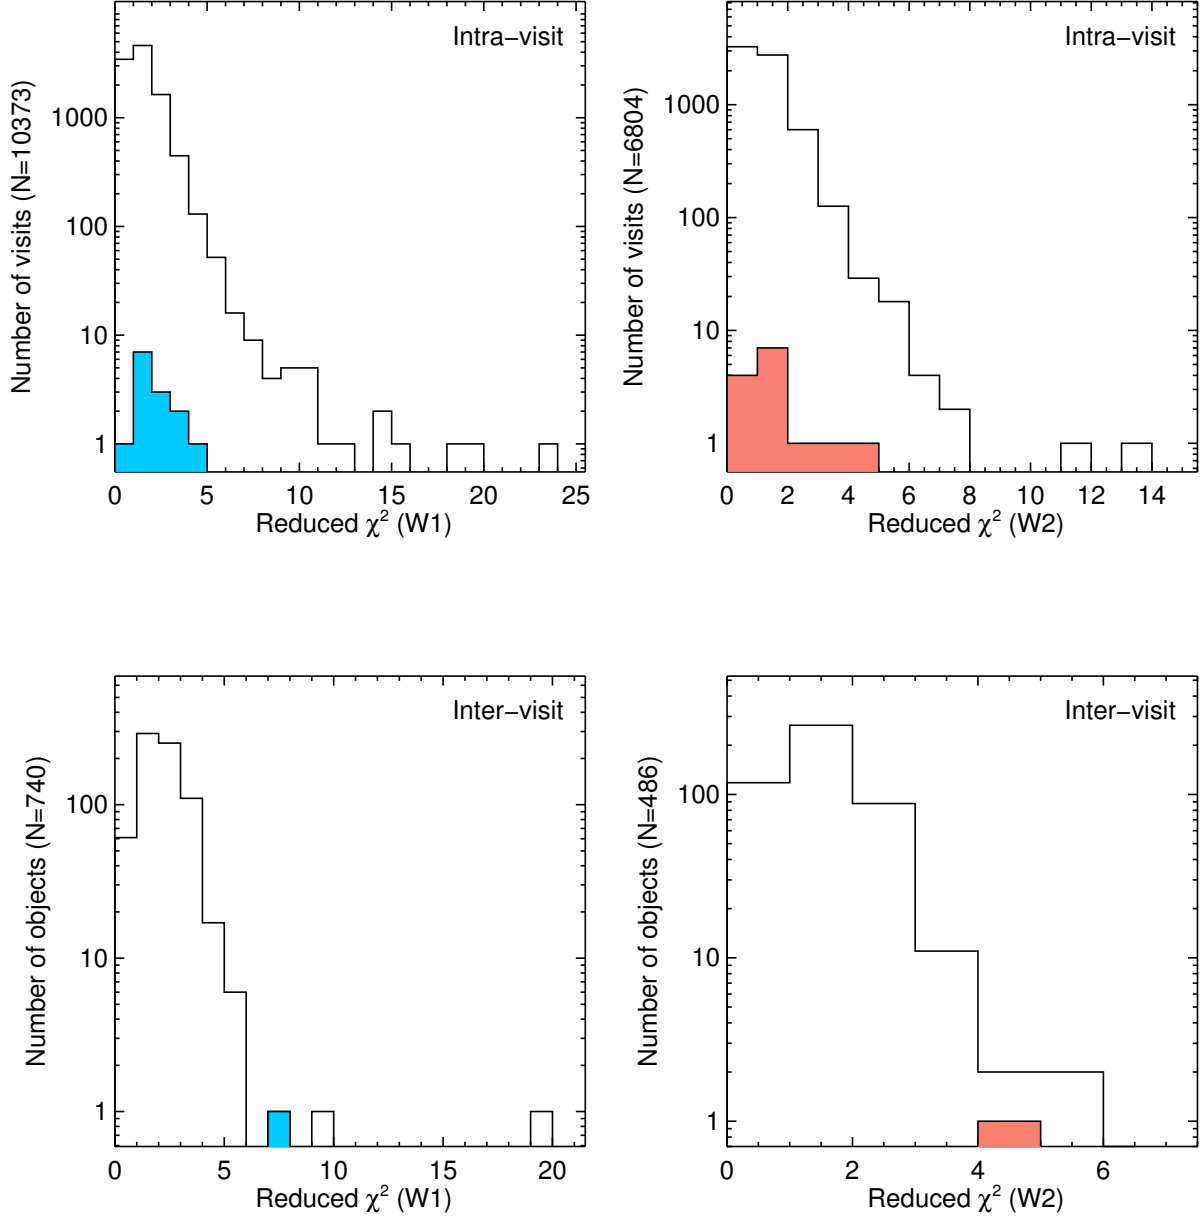 Intra−visit
Number of visits (N=10373)
1000
100
10
1
0 5 10 15 20 25
Reduced χ² (W1)
Intra−visit
Number of visits (N=6804)
1000
100
10
1
0 2 4 6 8 10 12 14
Reduced χ² (W2)
Inter−visit
Number of objects (N=740)
100
10
1
0 5 10 15 20
Reduced χ² (W1)
Inter−visit
Number of objects (N=486)
100
10
1
0 2 4 6
Reduced χ² (W2)